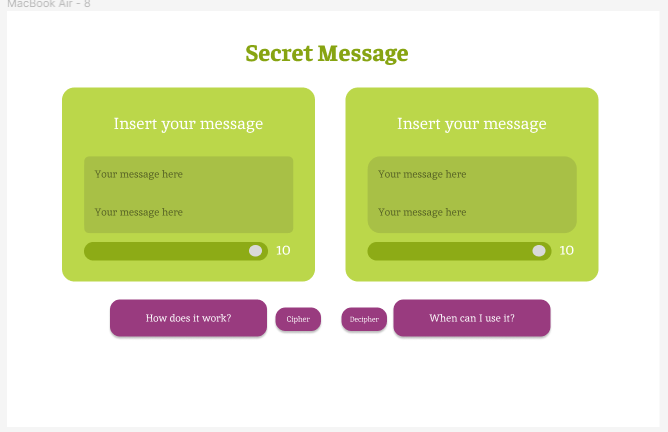 MacBook Air - 8
Secret Message
Insert your message
Your message here
Your message here
10
Insert your message
Your message here
Your message here
10
How does it work?
Cipher
Decipher
When can I use it?